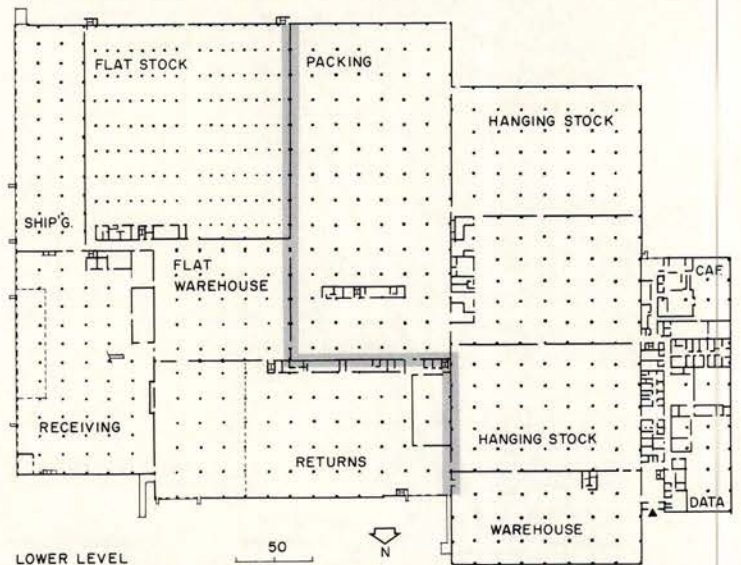 FLAT STOCK
PACKING
HANGING STOCK
SHIP'G.
FLAT
WAREHOUSE
CAF.
RECEIVING
RETURNS
HANGING STOCK
WAREHOUSE
DATA
LOWER LEVEL
50
N